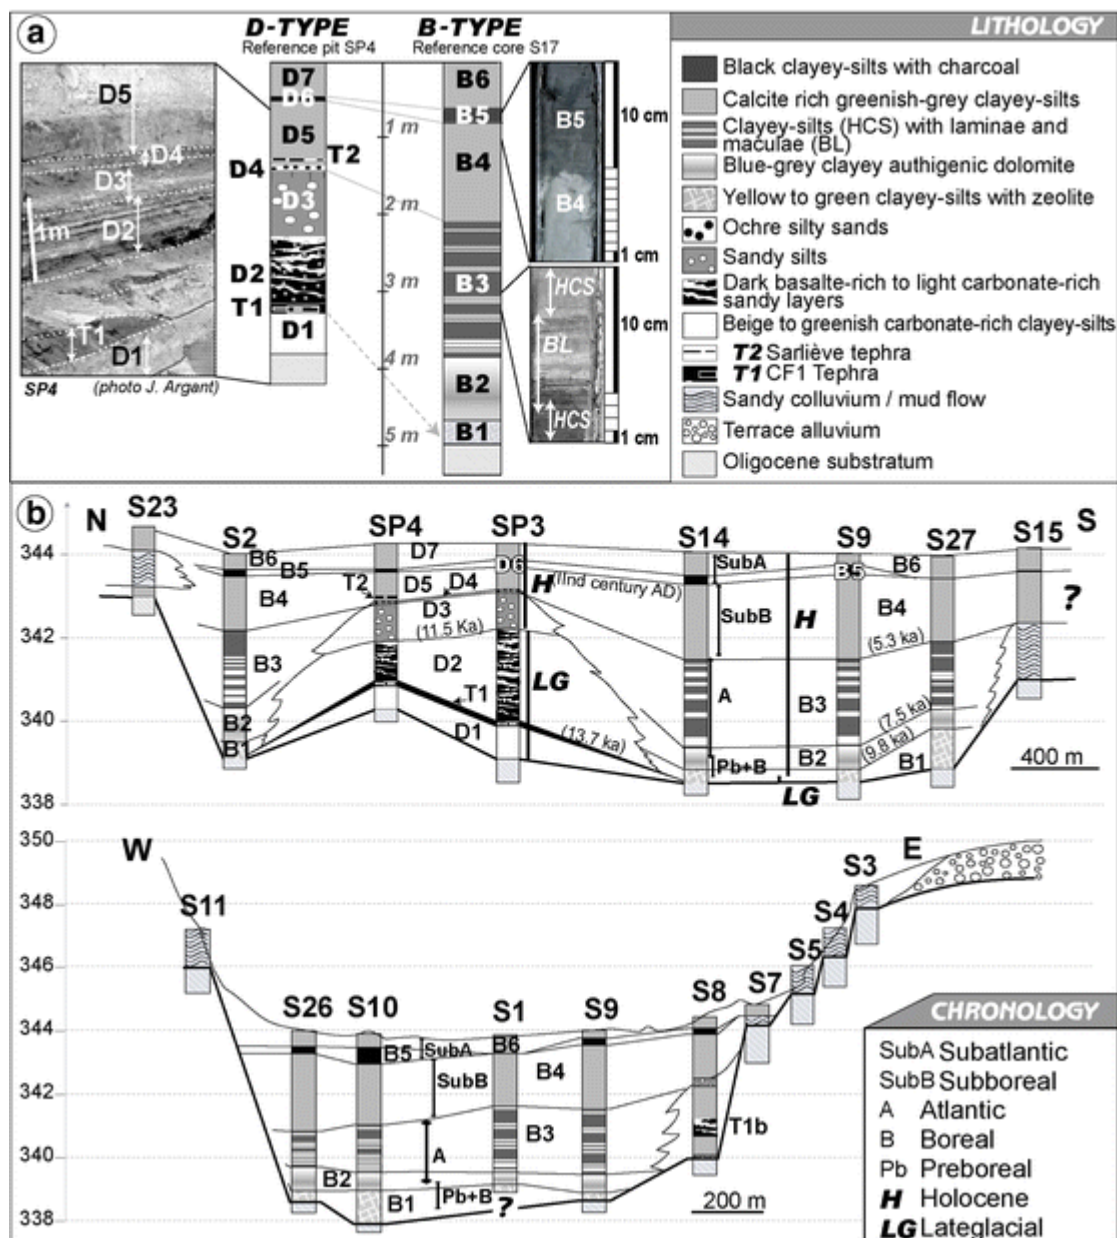 a
D-TYPE
Reference pit SP4
B-TYPE
Reference core S17
D5
D4
D3
D2
1m
T1
D1
SP4
(photo J. Argant)
D7
D6
D5
T2
D4
D3
D2
T1
D1
1 m
2 m
3 m
4 m
5 m
B6
B5
B4
B3
B2
B1
B5
B4
10 cm
1 cm
HCS
BL
HCS
10 cm
1 cm
LITHOLOGY
Black clayey-silts with charcoal
Calcite rich greenish-grey clayey-silts
Clayey-silts (HCS) with laminae and
maculae (BL)
Blue-grey clayey authigenic dolomite
Yellow to green clayey-silts with zeolite
Ochre silty sands
Sandy silts
Dark basalte-rich to light carbonate-rich
sandy layers
Beige to greenish carbonate-rich clayey-silts
T2 Sarliève tephra
T1 CF1 Tephra
Sandy colluvium / mud flow
Terrace alluvium
Oligocene substratum
b
N
S
S23
S2
SP4
SP3
S14
S9
S27
S15
344
342
340
338
B6
B5
B4
B3
B2
B1
D7
D6
T2
D5
D4
D3
(11.5 Ka)
D2
T1
D1
H
(IInd century AD)
LG
(13.7 ka)
SubA
SubB
A
Pb+B
H
LG
B5
B6
B4
(5.3 ka)
B3
(7.5 ka)
(9.8 ka)
B2
B1
?
400 m
W
E
350
348
346
344
342
340
338
S11
S26
S10
S1
S9
S8
S7
S5
S4
S3
B5
SubA
B6
SubB
B4
A
B3
B2
B1
Pb+B
?
T1b
200 m
CHRONOLOGY
SubA Subatlantic
SubB Subboreal
A Atlantic
B Boreal
Pb Preboreal
H Holocene
LG Lateglacial